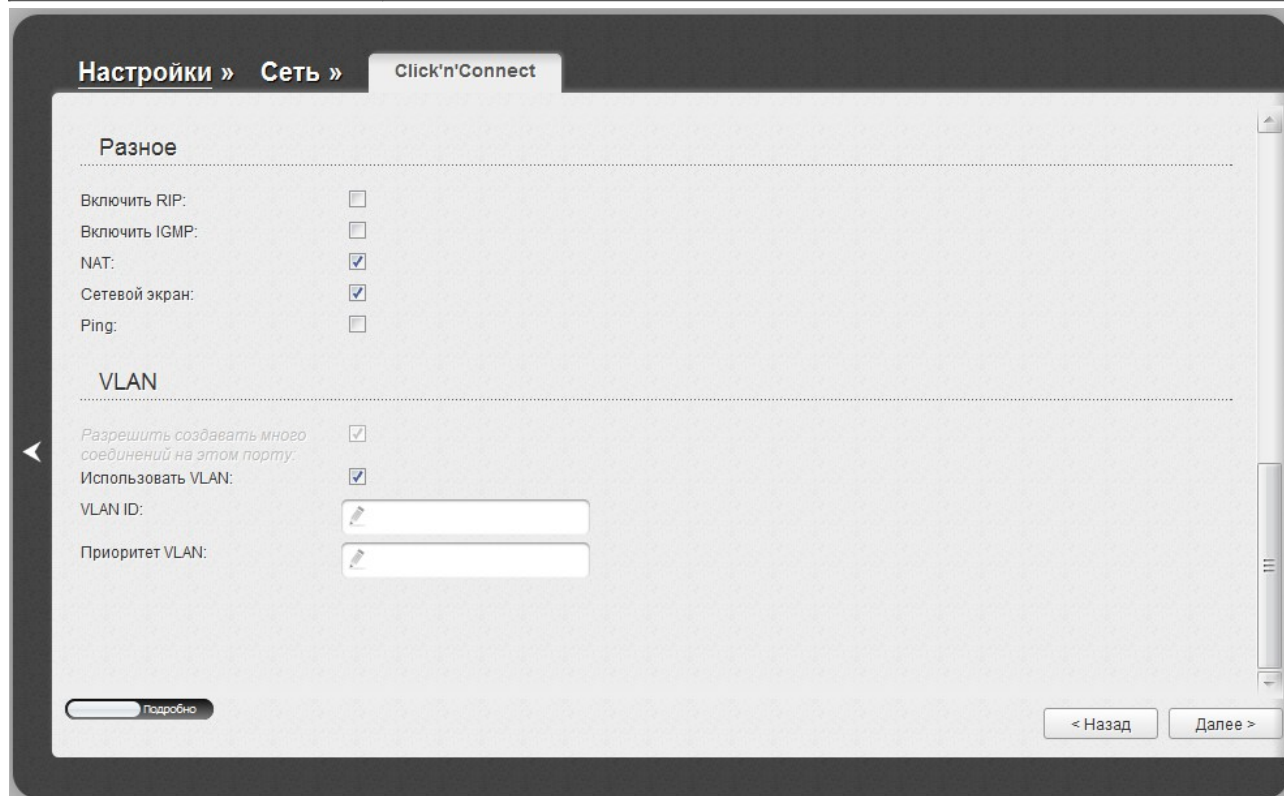 Настройки » Сеть » Click'n'Connect
Разное
Включить RIP:
Включить IGMP:
NAT:
Сетевой экран:
Ping:
VLAN
Разрешить создавать много
соединений на этом порту:
Использовать VLAN:
VLAN ID:
Приоритет VLAN:
Подробно
< Назад
Далее >